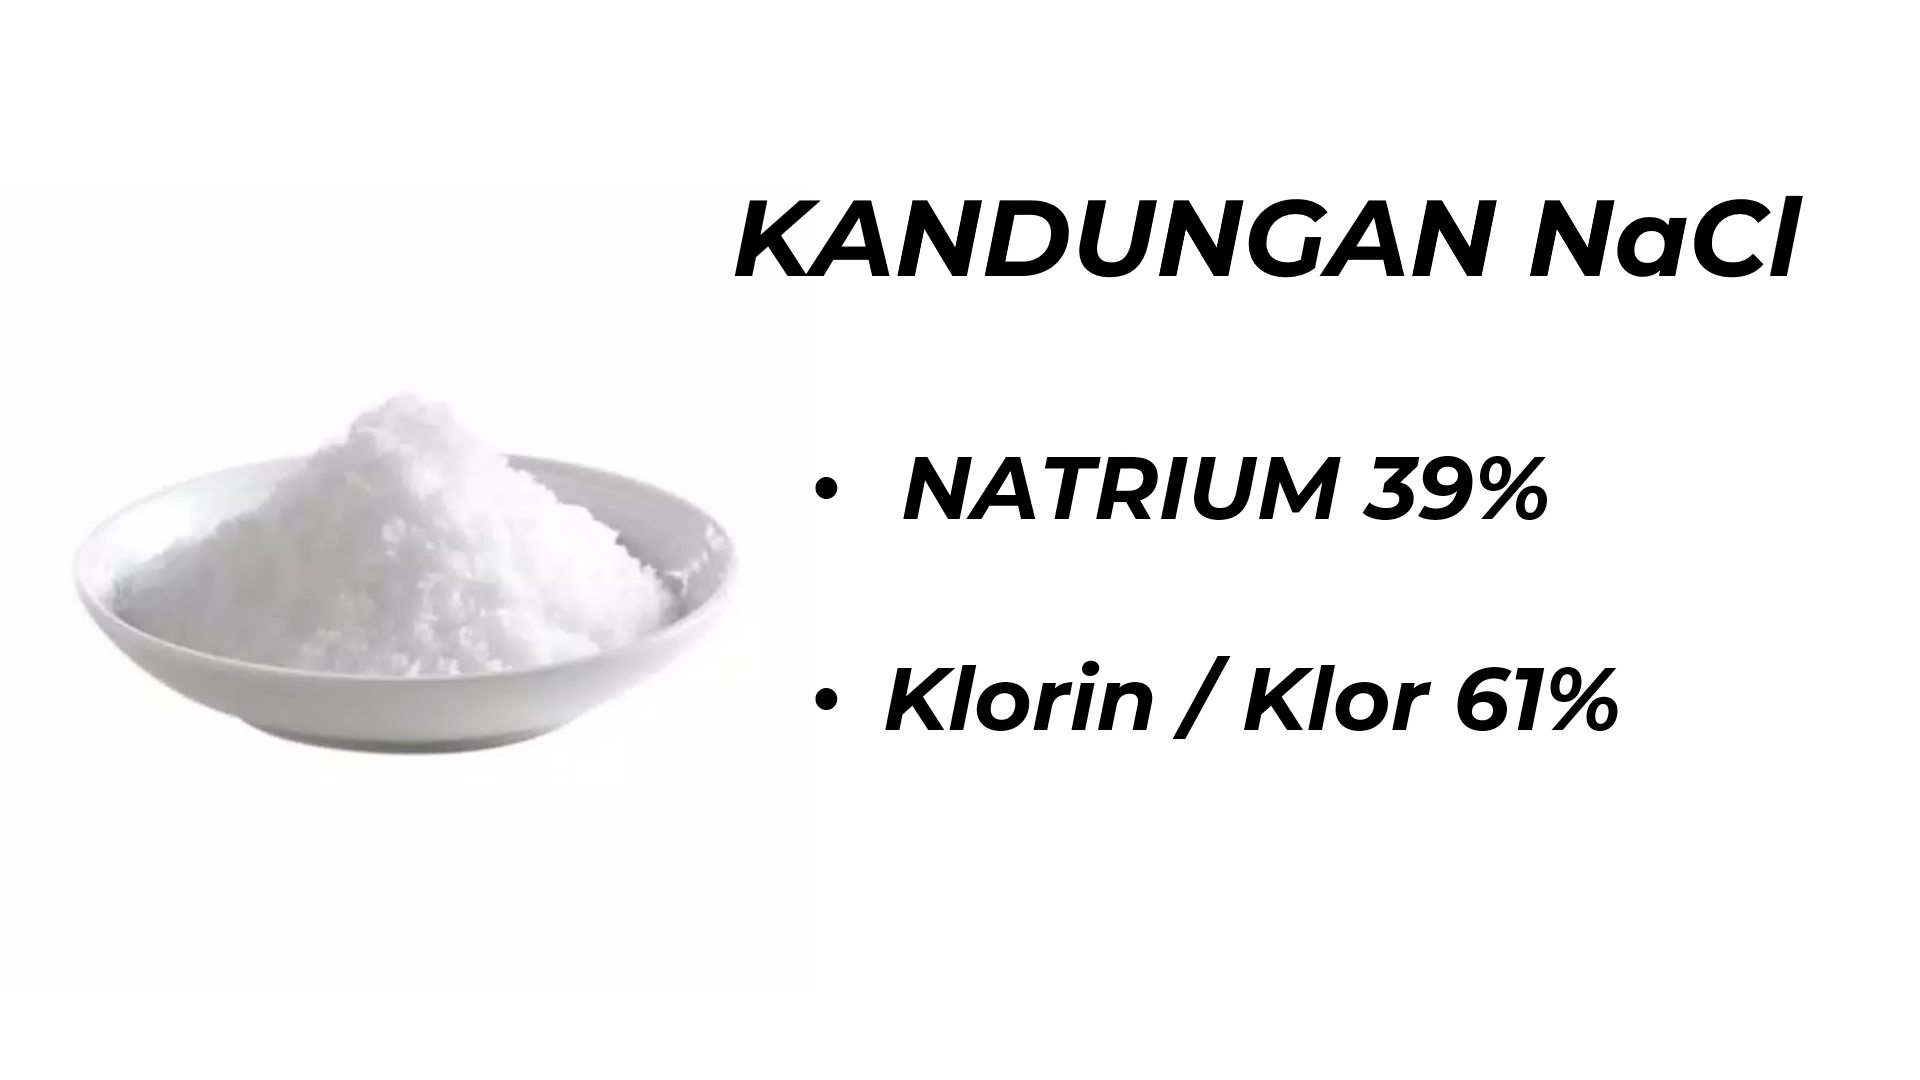 KANDUNGAN NaCl
• NATRIUM 39%
• Klorin / Klor 61%